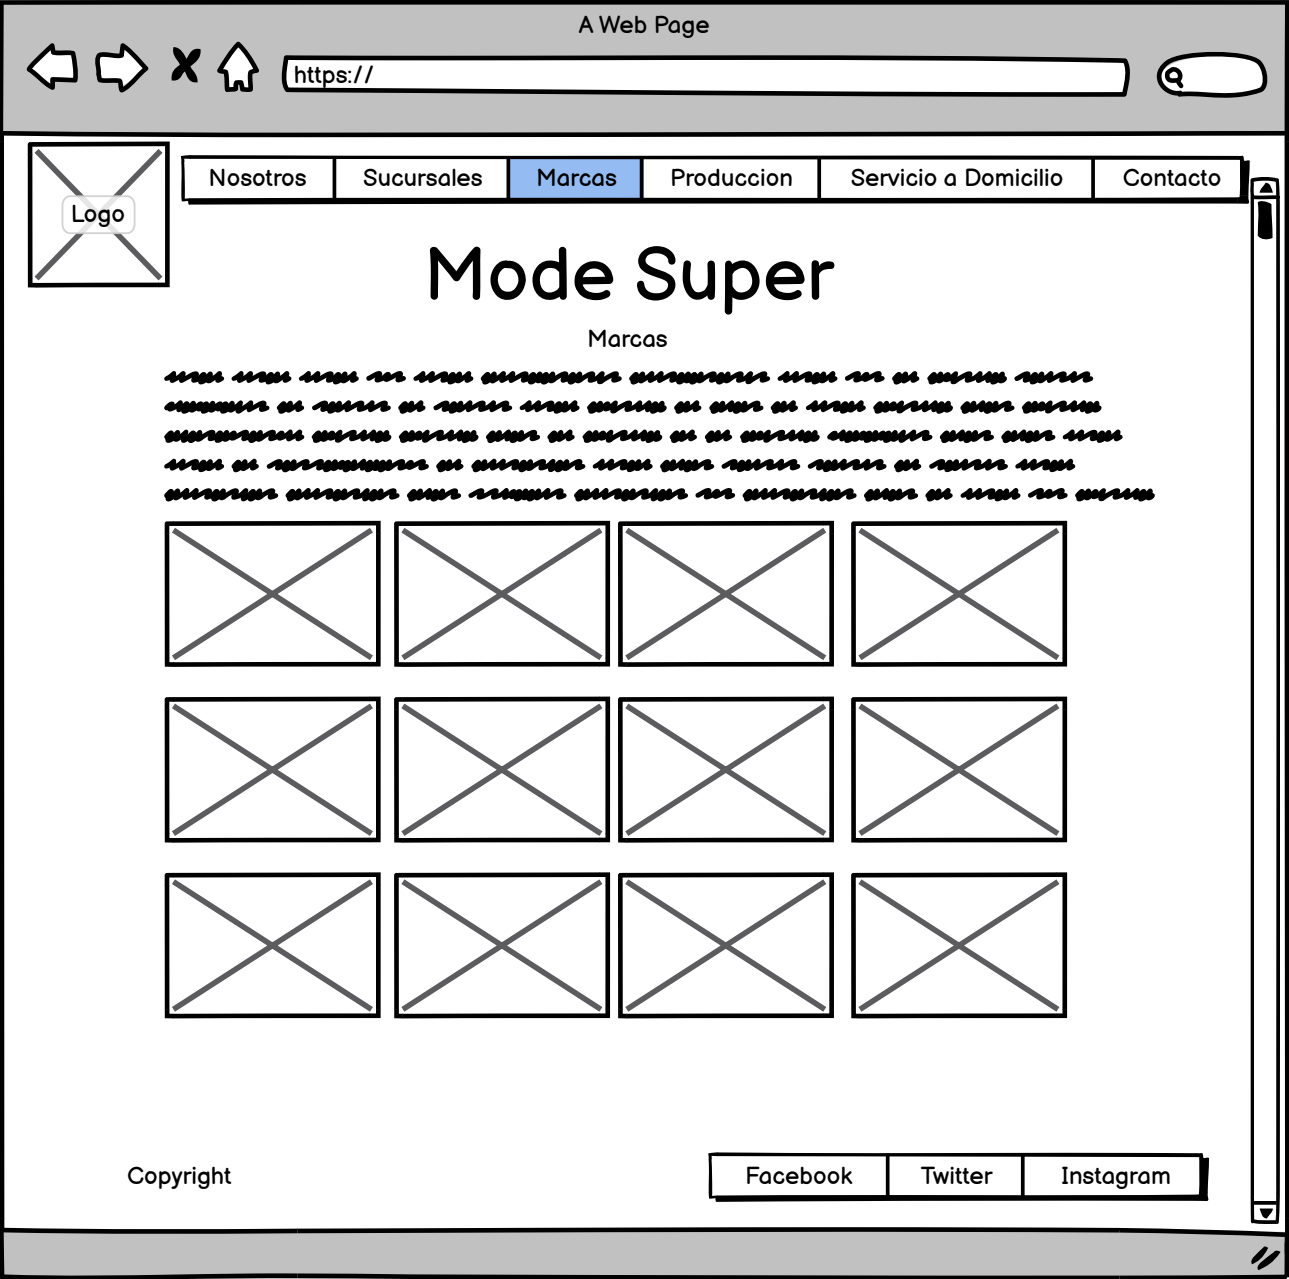 A Web Page
https://
Logo
Nosotros Sucursales Marcas Produccion Servicio a Domicilio Contacto
Mode Super
Marcas
Copyright
Facebook Twitter Instagram